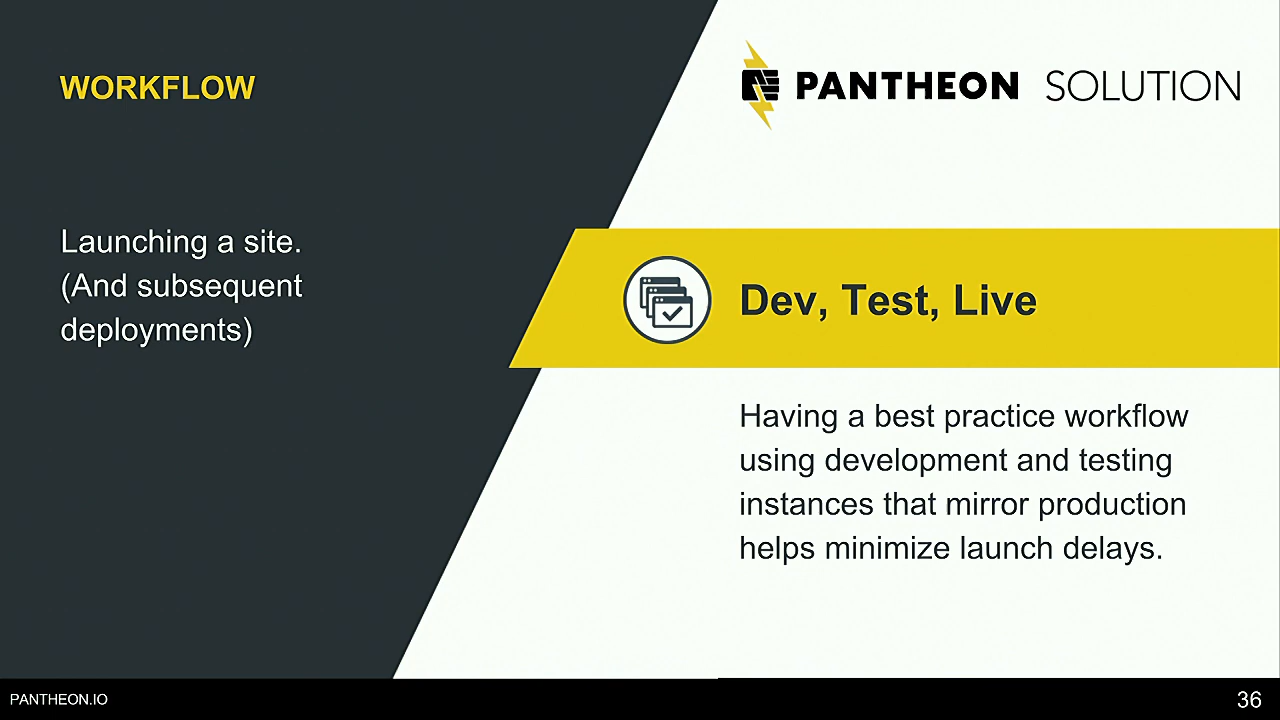 WORKFLOW
PANTHEON SOLUTION
Launching a site.
(And subsequent
deployments)
Dev, Test, Live
Having a best practice workflow
using development and testing
instances that mirror production
helps minimize launch delays.
PANTHEON.IO
36